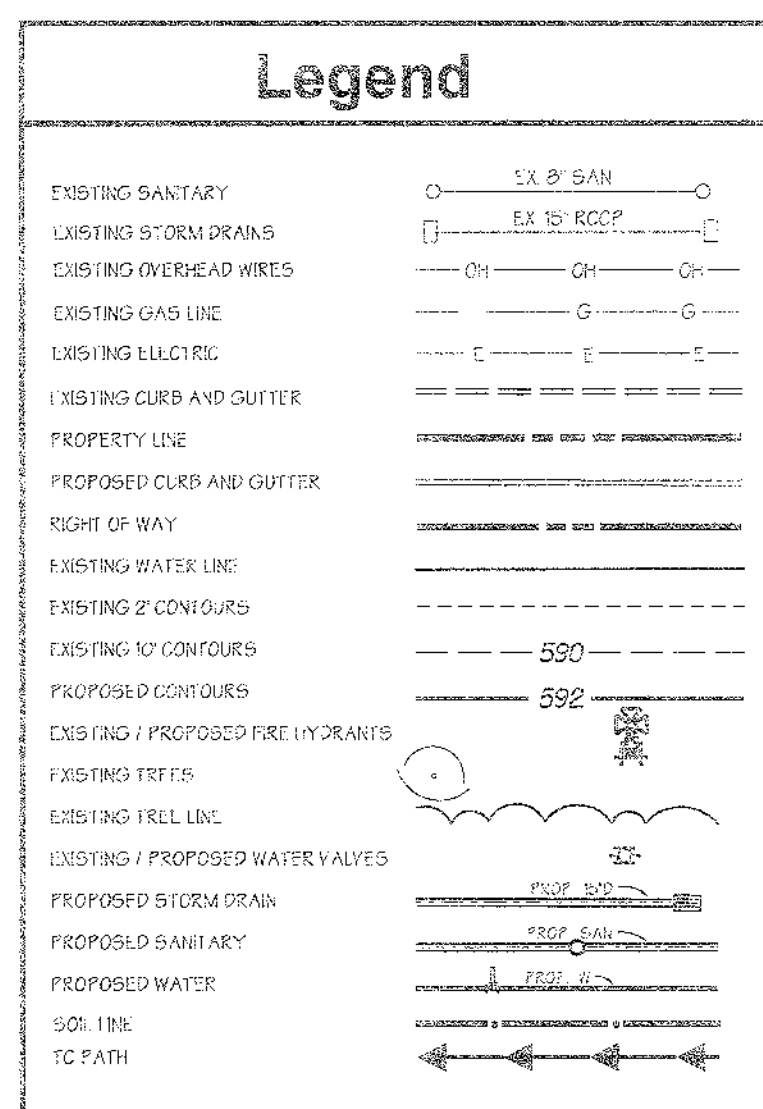 Legend
EXISTING SANITARY EX. 8" SAN
EXISTING STORM DRAINS EX 15" RCCP
EXISTING OVERHEAD WIRES OH OH OH
EXISTING GAS LINE G G
EXISTING ELECTRIC E E E
EXISTING CURB AND GUTTER
PROPERTY LINE
PROPOSED CURB AND GUTTER
RIGHT OF WAY
EXISTING WATER LINE
EXISTING 2' CONTOURS
EXISTING 10' CONTOURS 590
PROPOSED CONTOURS 592
EXISTING / PROPOSED FIRE HYDRANTS
EXISTING TREES
EXISTING TREE LINE
EXISTING / PROPOSED WATER VALVES
PROPOSED STORM DRAIN PROP 15"D
PROPOSED SANITARY PROP SAN
PROPOSED WATER PROP. W
SOIL LINE
TC PATH